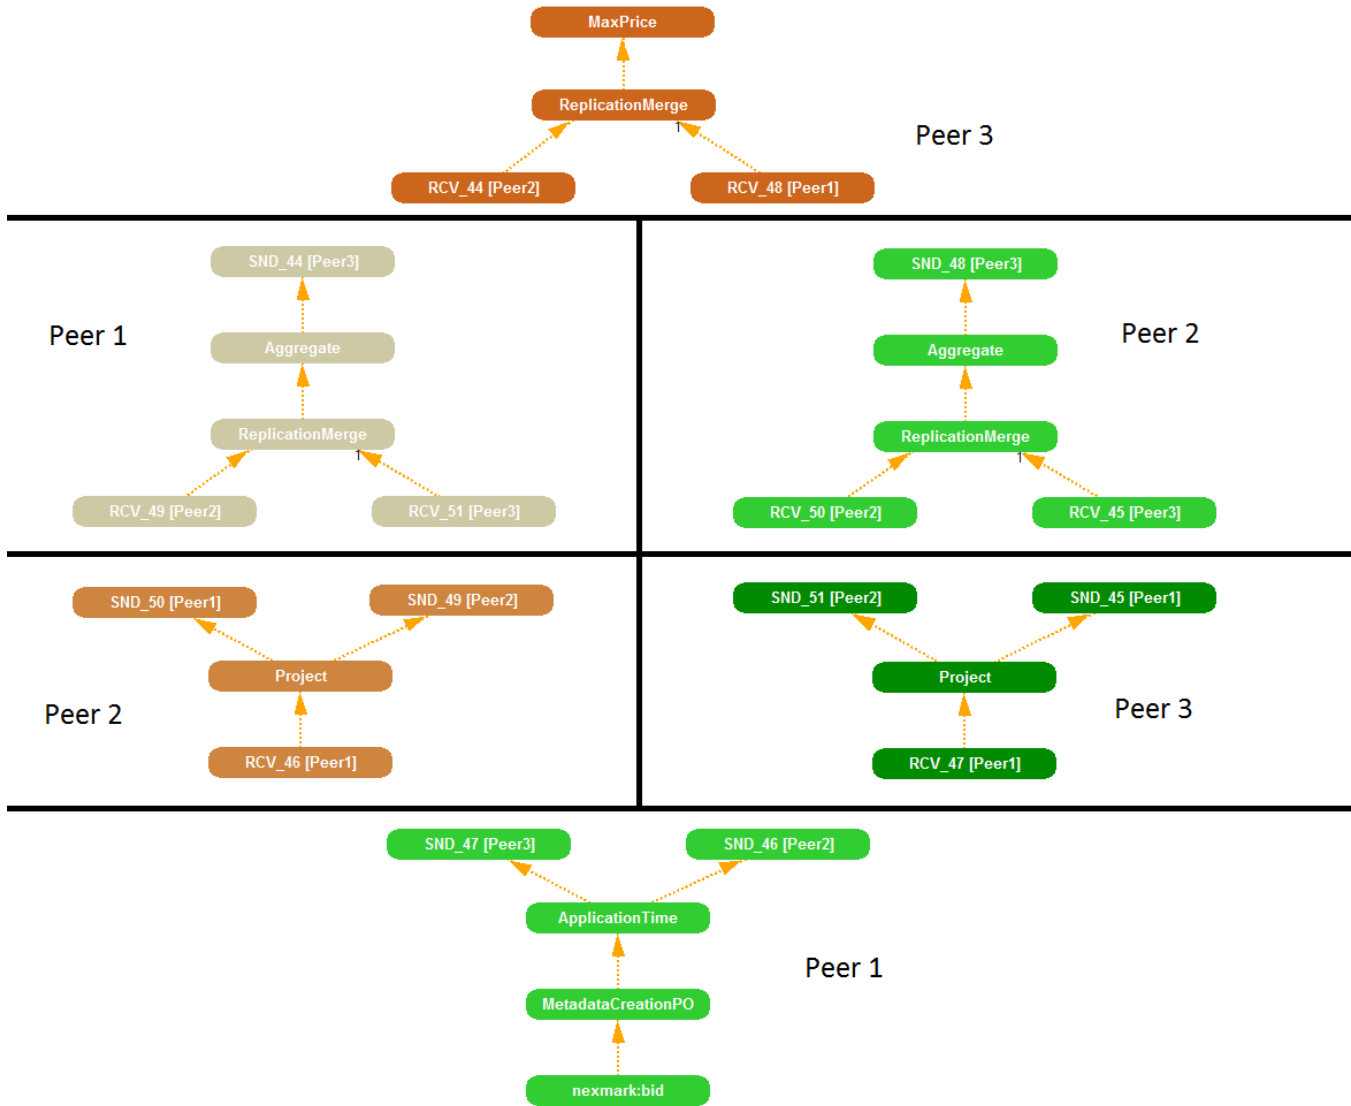 MaxPrice
ReplicationMerge
1
Peer 3
RCV_44 [Peer2]
RCV_48 [Peer1]
SND_44 [Peer3]
Aggregate
Peer 1
ReplicationMerge
1
RCV_49 [Peer2]
RCV_51 [Peer3]
SND_48 [Peer3]
Aggregate
Peer 2
ReplicationMerge
1
RCV_50 [Peer2]
RCV_45 [Peer3]
SND_50 [Peer1]
SND_49 [Peer2]
Project
Peer 2
RCV_46 [Peer1]
SND_51 [Peer2]
SND_45 [Peer1]
Project
Peer 3
RCV_47 [Peer1]
SND_47 [Peer3]
SND_46 [Peer2]
ApplicationTime
Peer 1
MetadataCreationPO
nexmark:bid